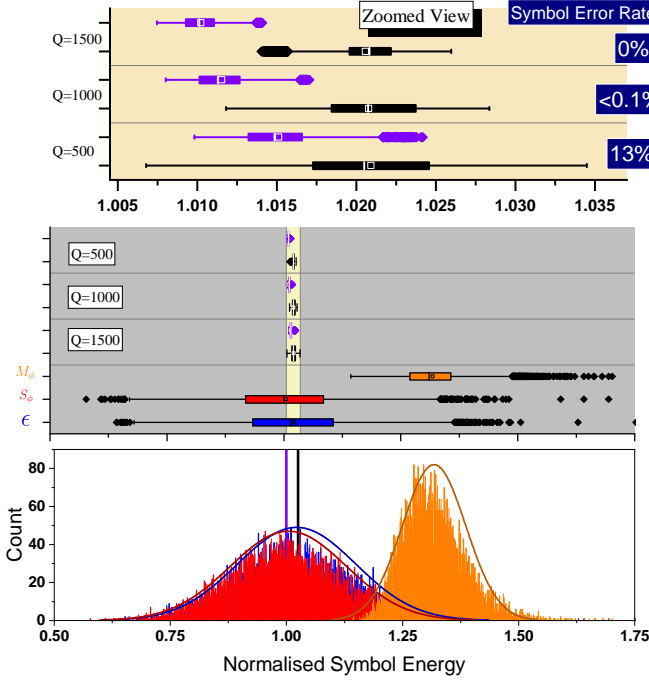 Zoomed View
Symbol Error Rate
Q=1500
0%
Q=1000
<0.1%
Q=500
13%
1.005 1.010 1.015 1.020 1.025 1.030 1.035
Q=500
Q=1000
Q=1500
Mϕ
Sϕ
ϵ
80
60
40
20
0
Count
0.50 0.75 1.00 1.25 1.50 1.75
Normalised Symbol Energy